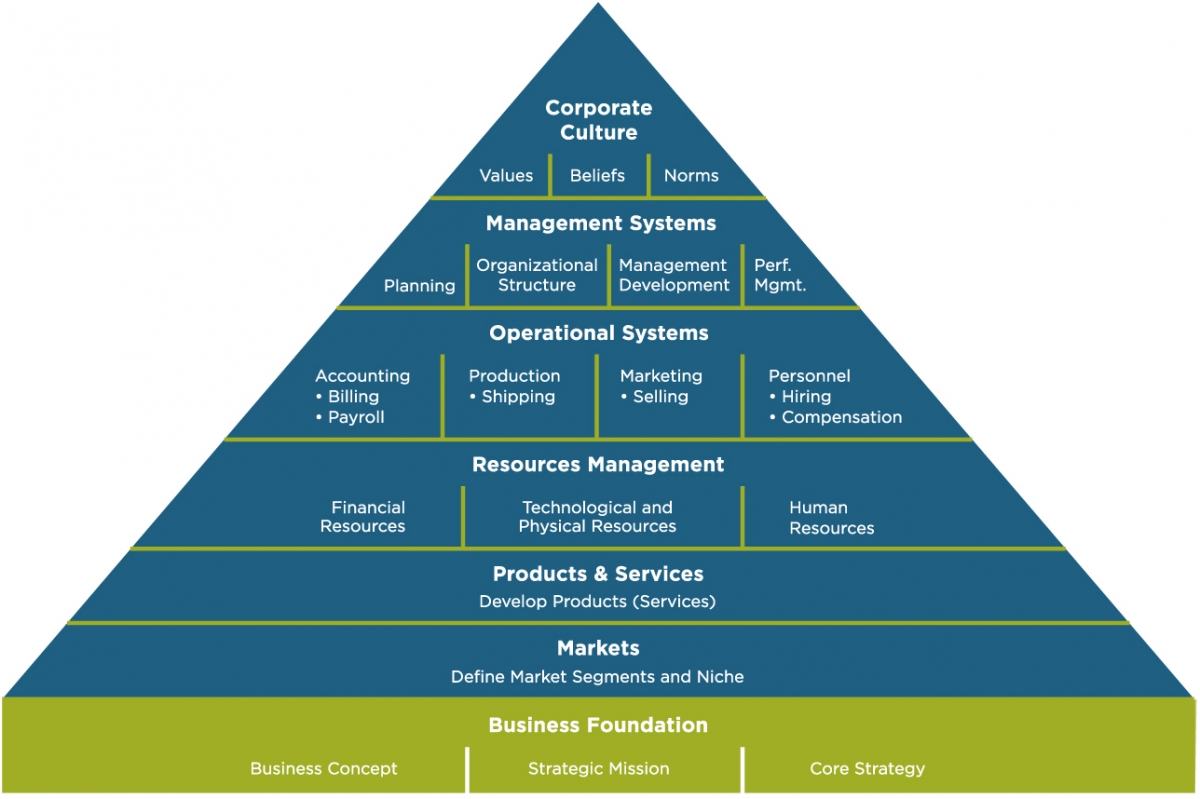 Corporate
Culture
Values
Beliefs
Norms
Management Systems
Planning
Organizational
Structure
Management
Development
Perf.
Mgmt.
Operational Systems
Accounting
• Billing
• Payroll
Production
• Shipping
Marketing
• Selling
Personnel
• Hiring
• Compensation
Resources Management
Financial
Resources
Technological and
Physical Resources
Human
Resources
Products & Services
Develop Products (Services)
Markets
Define Market Segments and Niche
Business Foundation
Business Concept
Strategic Mission
Core Strategy